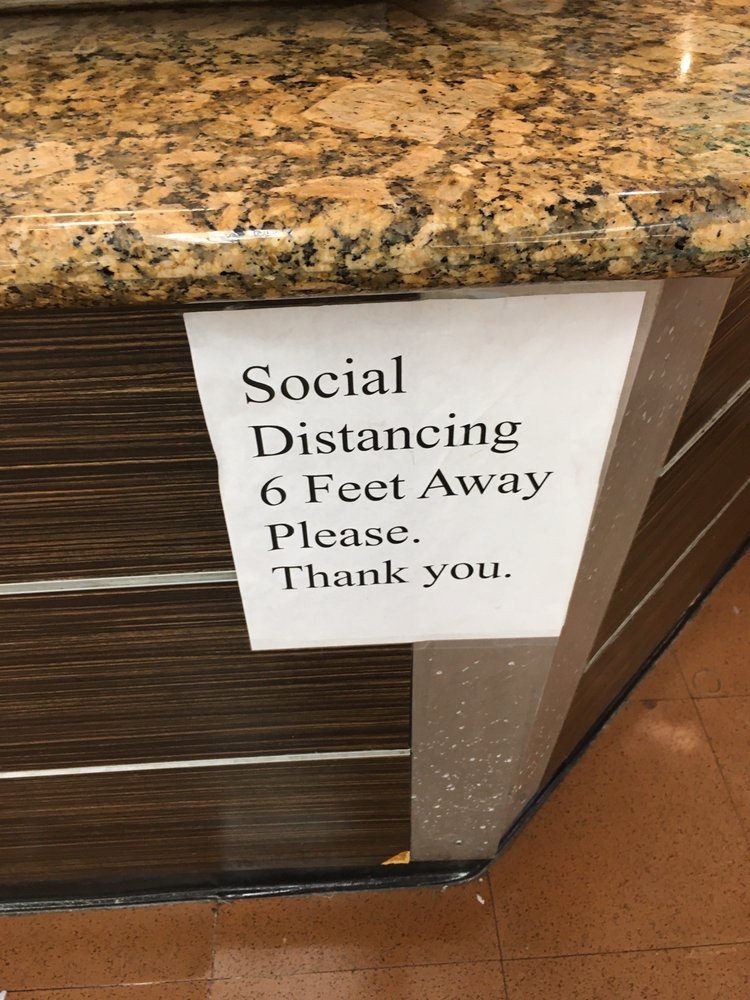 Social
Distancing
6 Feet Away
Please.
Thank you.